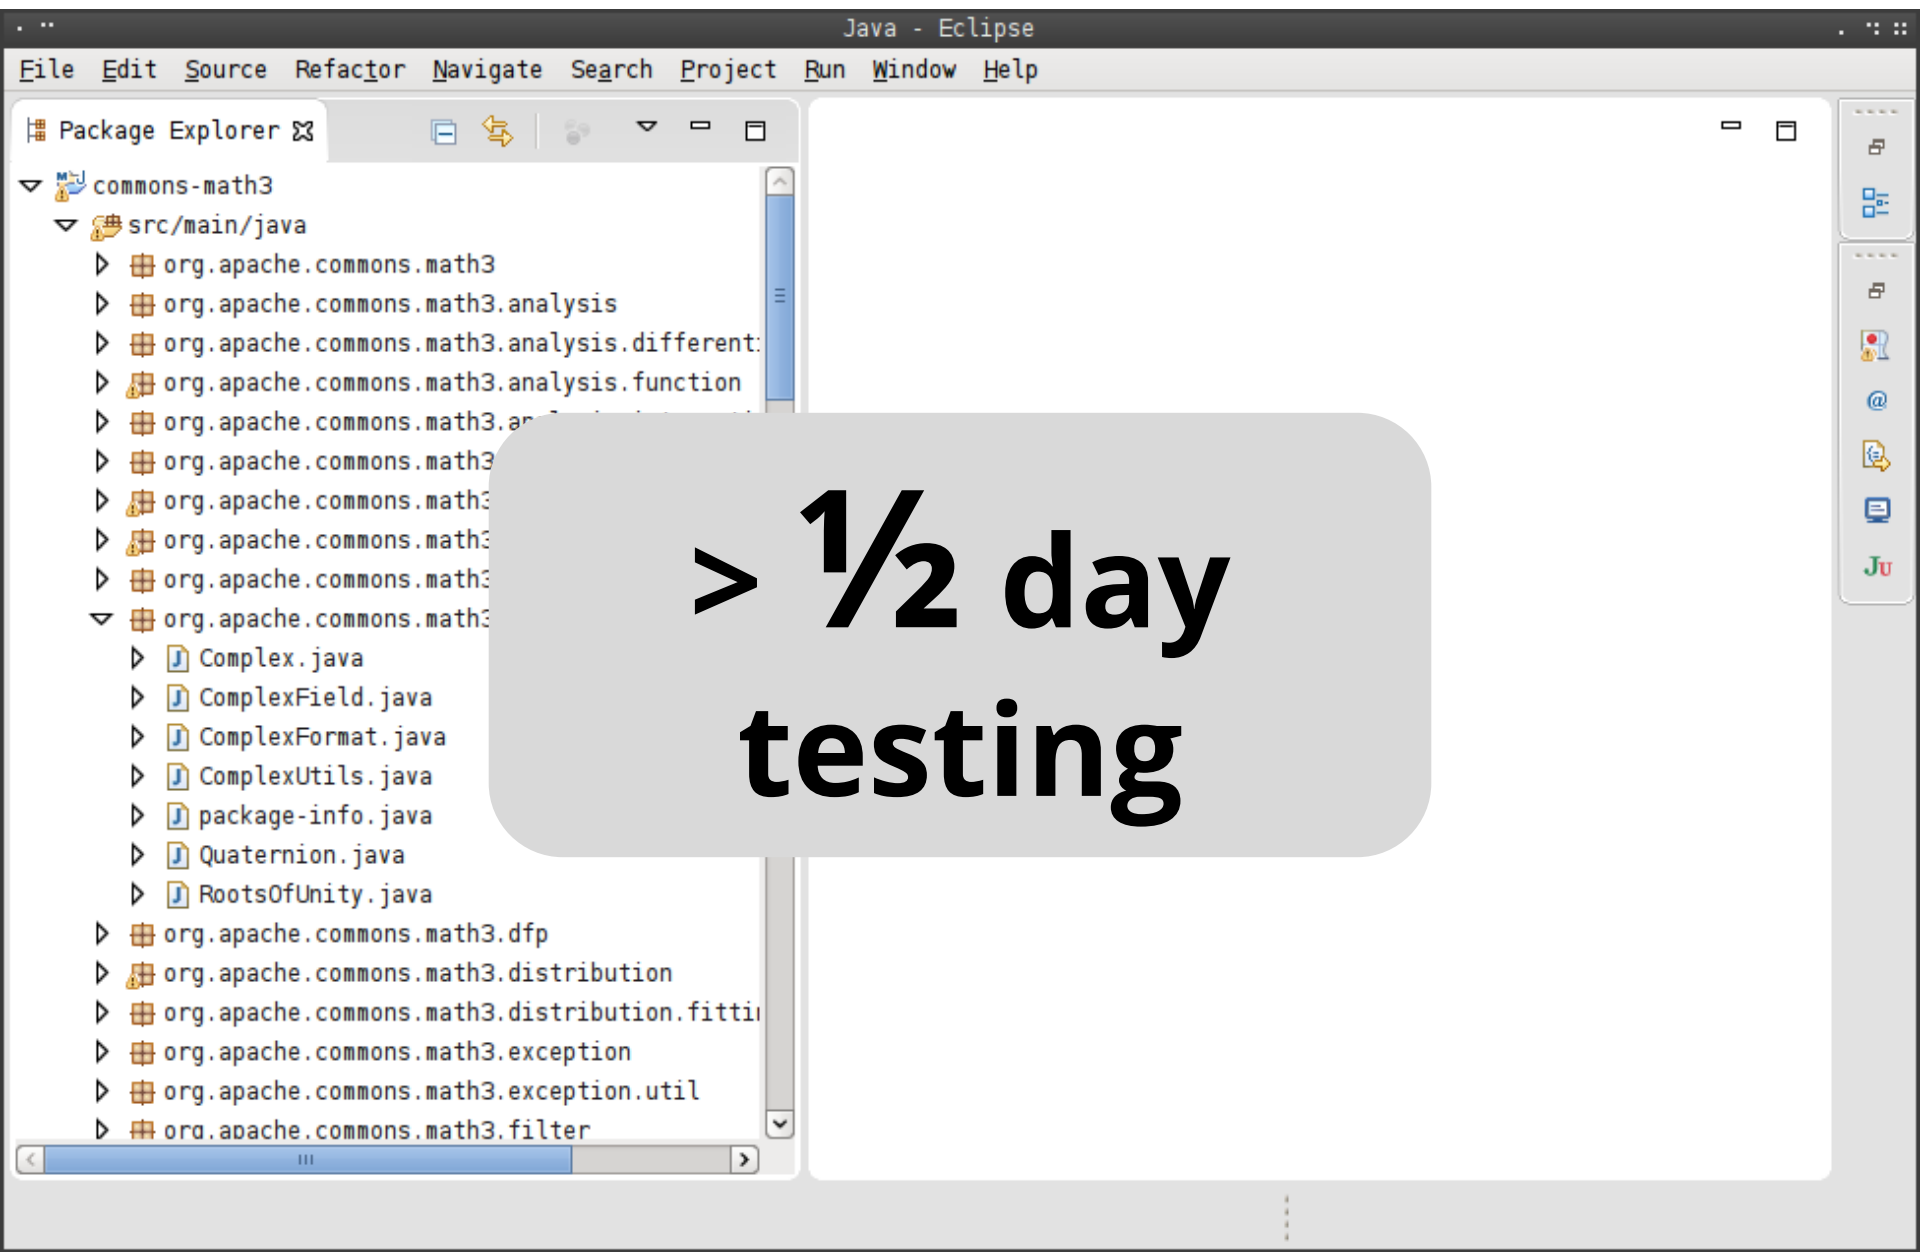 Java - Eclipse
File Edit Source Refactor Navigate Search Project Run Window Help
Package Explorer
commons-math3
src/main/java
org.apache.commons.math3
org.apache.commons.math3.analysis
org.apache.commons.math3.analysis.different
org.apache.commons.math3.analysis.function
org.apache.commons.math3
org.apache.commons.math3
org.apache.commons.math3
org.apache.commons.math3
org.apache.commons.math3
org.apache.commons.math3
Complex.java
ComplexField.java
ComplexFormat.java
ComplexUtils.java
package-info.java
Quaternion.java
RootsOfUnity.java
org.apache.commons.math3.dfp
org.apache.commons.math3.distribution
org.apache.commons.math3.distribution.fitti
org.apache.commons.math3.exception
org.apache.commons.math3.exception.util
org.apache.commons.math3.filter
> ½ day
testing
@
Ju